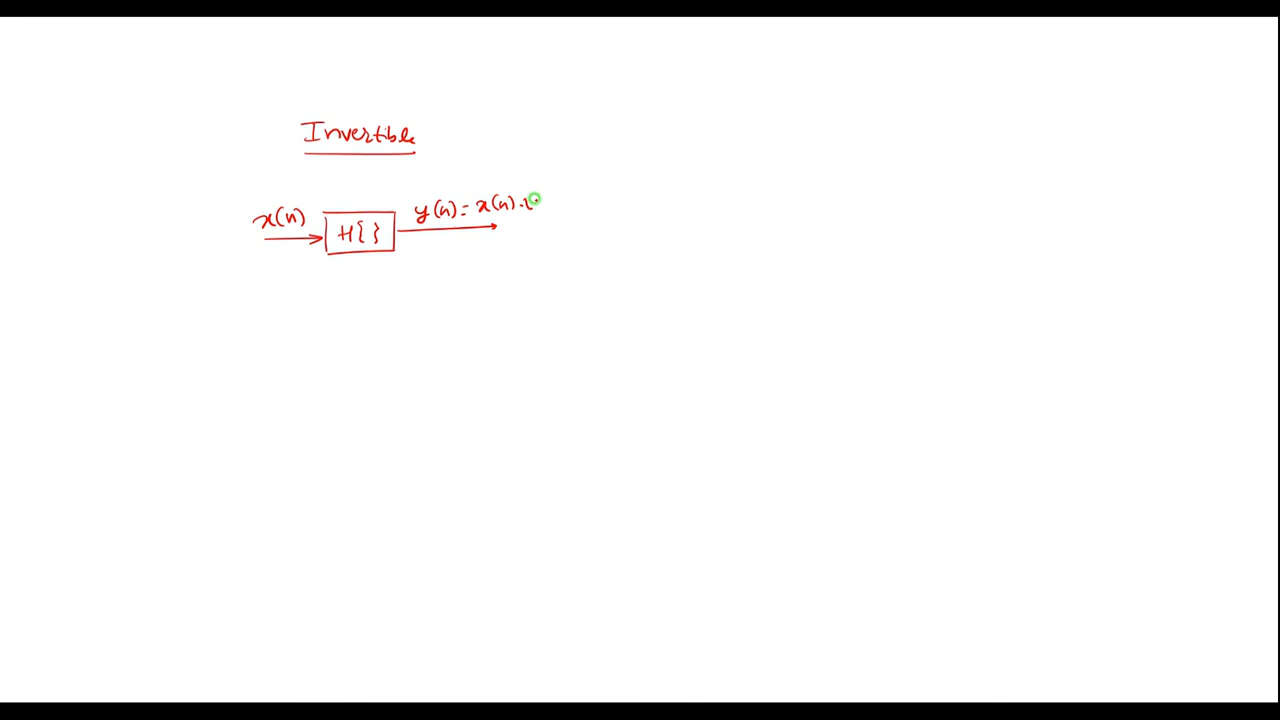 Invertible
x(n) H{ } y(n) = x(n).